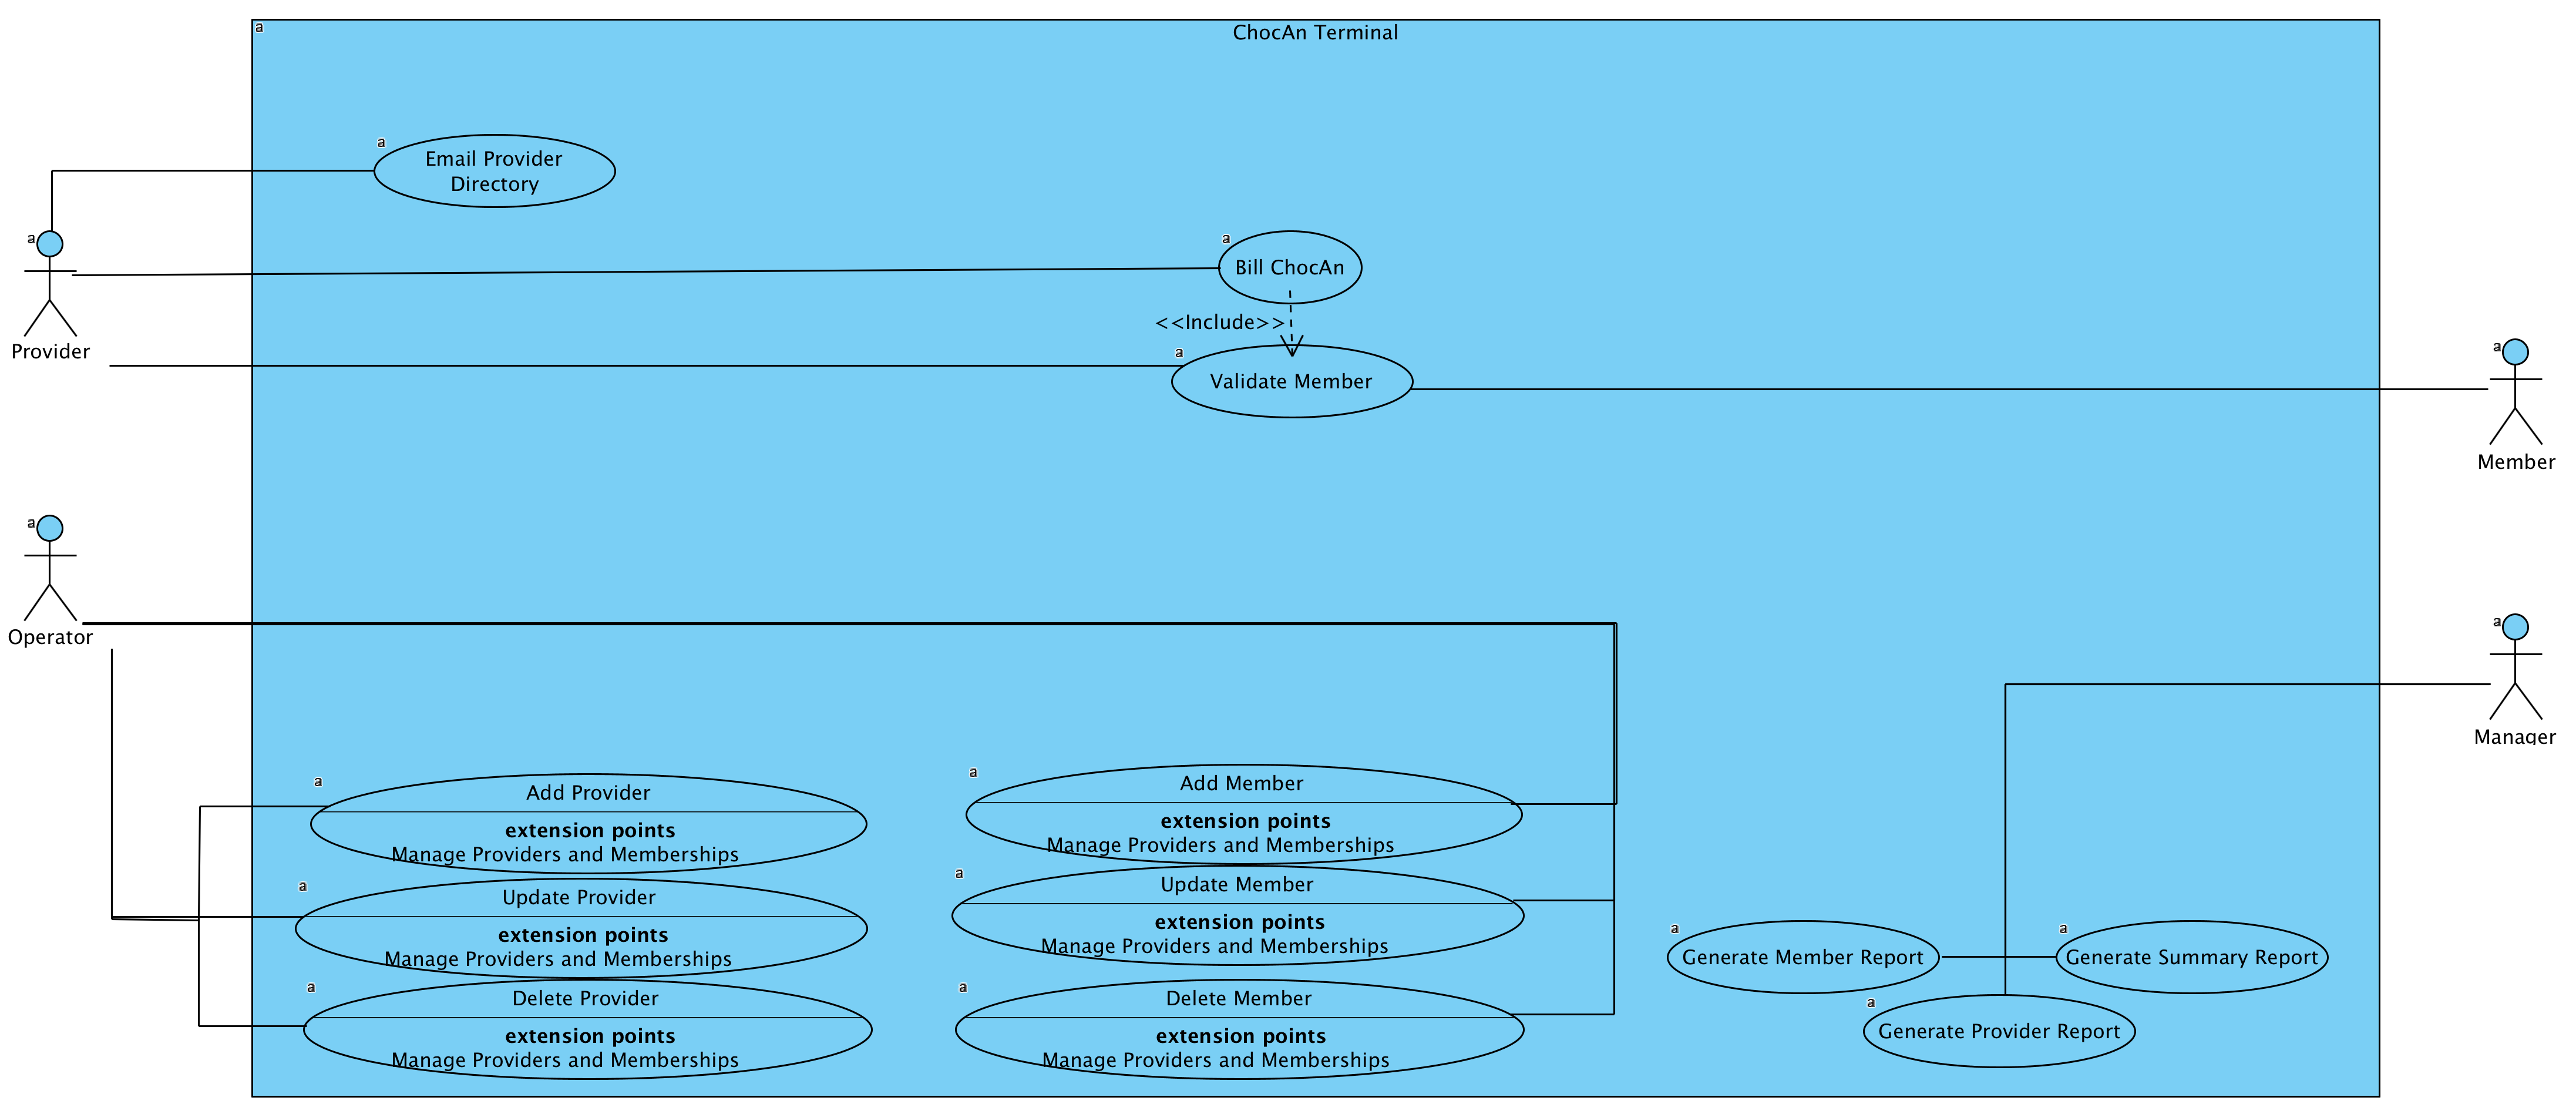 a
ChocAn Terminal
a
Email Provider
Directory
a
Provider
a
Bill ChocAn
<<Include>>
a
Validate Member
a
Member
a
Operator
a
Manager
a
Add Provider
extension points
Manage Providers and Memberships
a
Add Member
extension points
Manage Providers and Memberships
a
Update Provider
extension points
Manage Providers and Memberships
a
Update Member
extension points
Manage Providers and Memberships
a
Delete Provider
extension points
Manage Providers and Memberships
a
Delete Member
extension points
Manage Providers and Memberships
a
Generate Member Report
a
Generate Summary Report
a
Generate Provider Report